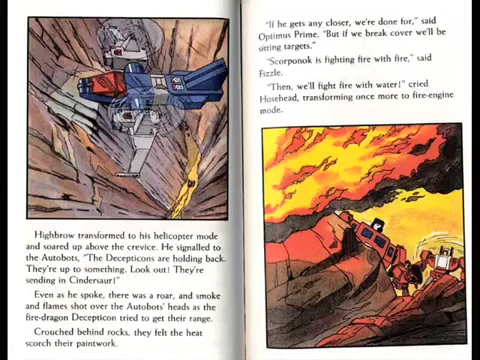 Highbrow transformed to his helicopter mode
and soared up above the crevice. He signalled to
the Autobots, "The Decepticons are holding back.
They're up to something. Look out! They're
sending in Cindersaur!"
Even as he spoke, there was a roar, and smoke
and flames shot over the Autobots' heads as the
fire-dragon Decepticon tried to get their range.
Crouched behind rocks, they felt the heat
scorch their paintwork.
"If he gets any closer, we're done for," said
Optimus Prime. "But if we break cover we'll be
sitting targets."
"Scorponok is fighting fire with fire," said
Fizzle.
"Then, we'll fight fire with water!" cried
Hosehead, transforming once more to fire-engine
mode.